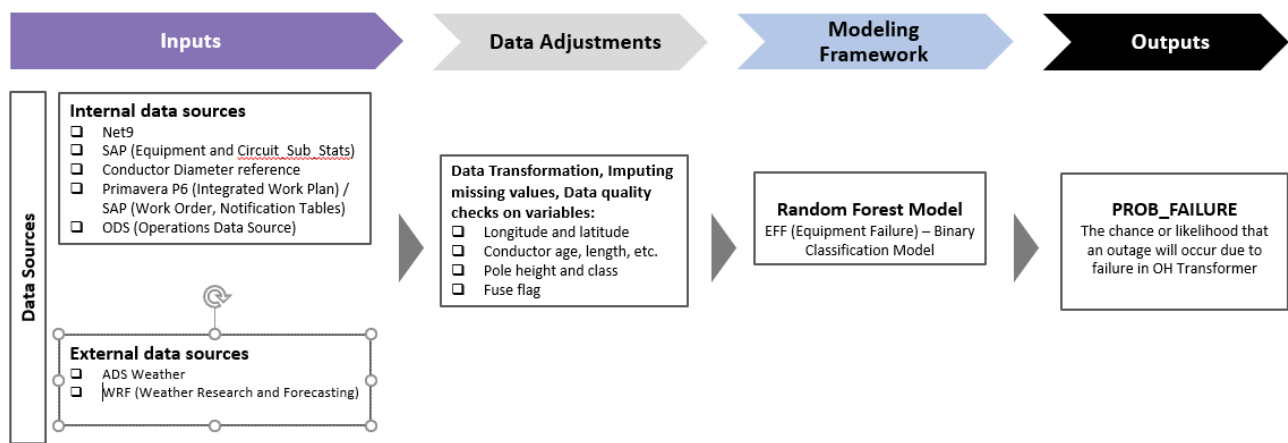 Inputs
Data Adjustments
Modeling
Framework
Outputs
Data Sources
Internal data sources
Net9
SAP (Equipment and Circuit_Sub_Stats)
Conductor Diameter reference
Primavera P6 (Integrated Work Plan) /
SAP (Work Order, Notification Tables)
ODS (Operations Data Source)
External data sources
ADS Weather
WRF (Weather Research and Forecasting)
Data Transformation, Imputing
missing values, Data quality
checks on variables:
Longitude and latitude
Conductor age, length, etc.
Pole height and class
Fuse flag
Random Forest Model
EFF (Equipment Failure) – Binary
Classification Model
PROB_FAILURE
The chance or likelihood that
an outage will occur due to
failure in OH Transformer